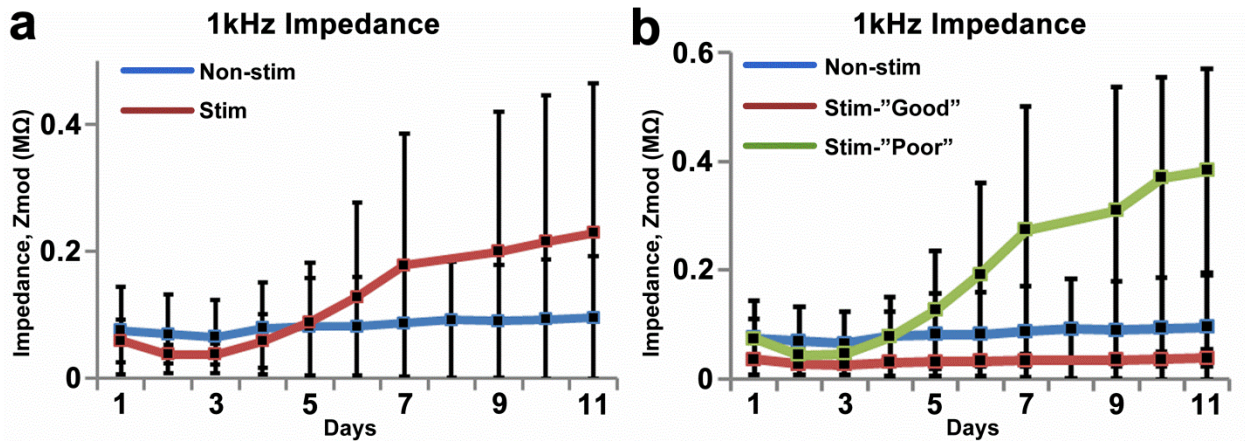 a
1kHz Impedance
Impedance, Zmod (MΩ)
Non-stim
Stim
0.4
0.2
0
1 3 5 7 9 11
Days
b
1kHz Impedance
Impedance, Zmod (MΩ)
Non-stim
Stim-”Good”
Stim-”Poor”
0.6
0.4
0.2
0
1 3 5 7 9 11
Days